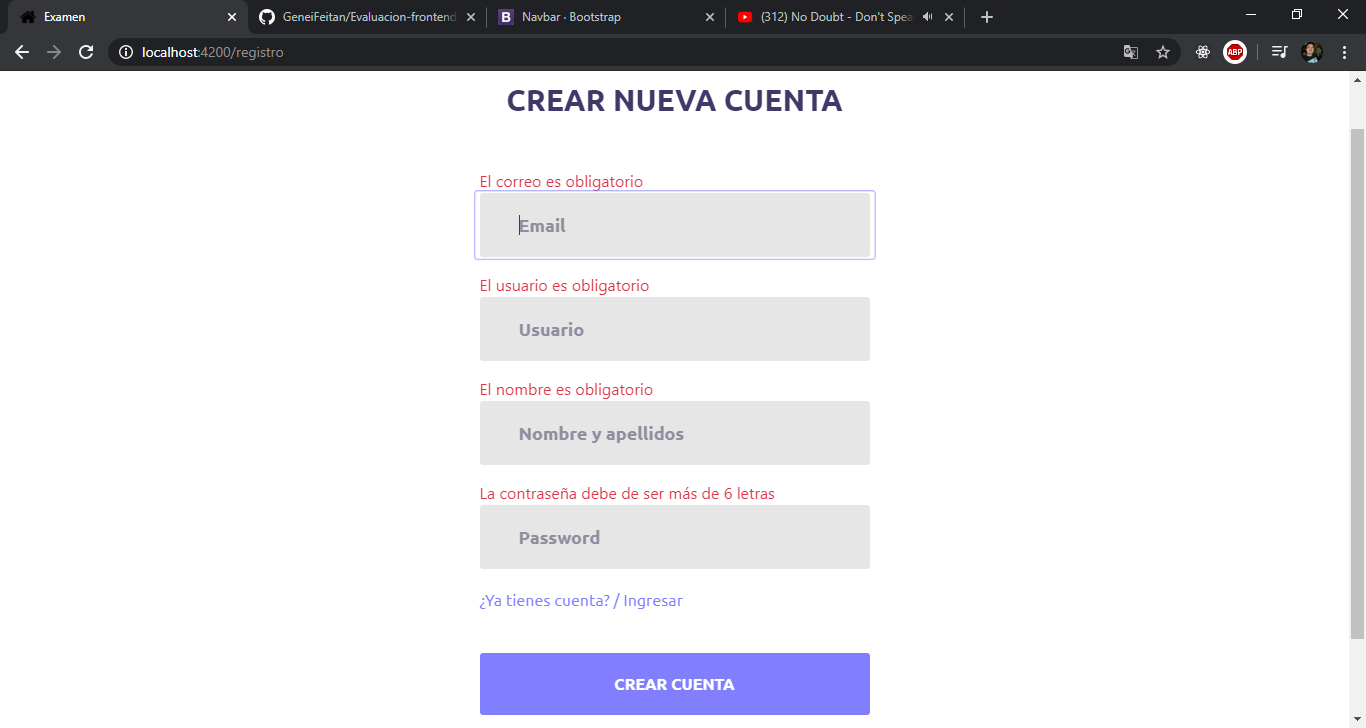 Examen
GeneiFeitan/Evaluacion-frontend
Navbar · Bootstrap
(312) No Doubt - Don't Spea
localhost:4200/registro
ABP
CREAR NUEVA CUENTA
El correo es obligatorio
Email
El usuario es obligatorio
Usuario
El nombre es obligatorio
Nombre y apellidos
La contraseña debe de ser más de 6 letras
Password
¿Ya tienes cuenta? / Ingresar
CREAR CUENTA